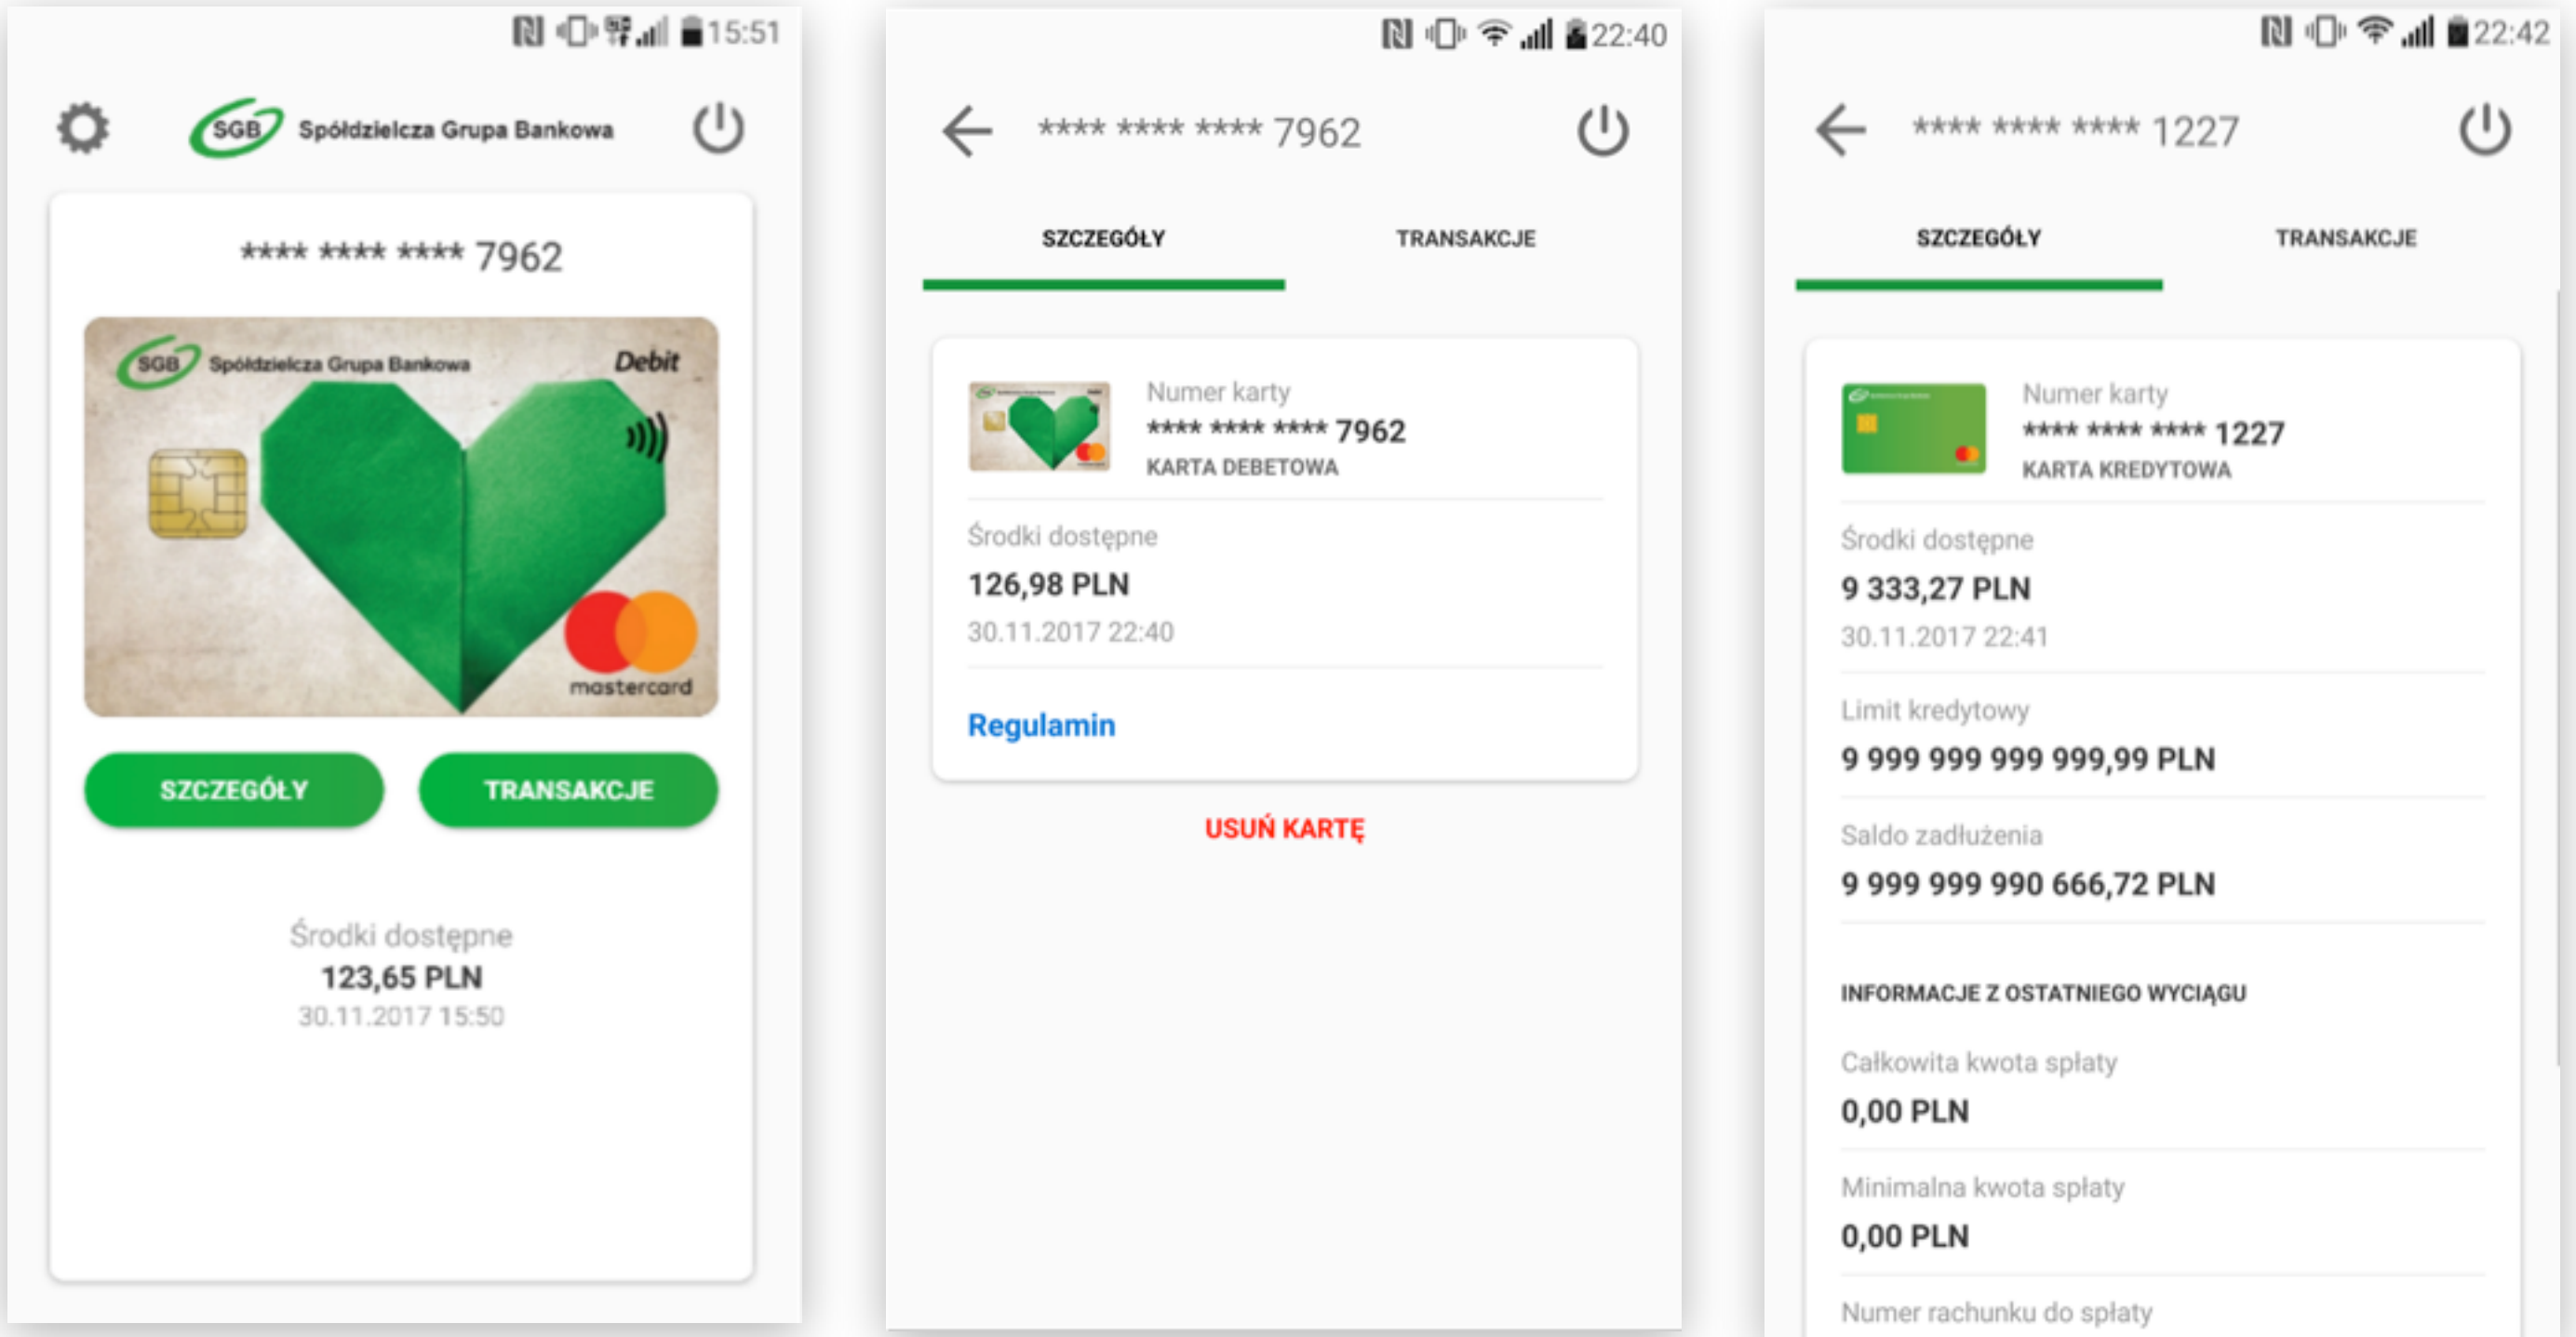 15:51
SGB Spółdzielcza Grupa Bankowa
**** **** **** 7962
SGB Spółdzielcza Grupa Bankowa Debit
mastercard
SZCZEGÓŁY TRANSAKCJE
Środki dostępne
123,65 PLN
30.11.2017 15:50
22:40
**** **** **** 7962
SZCZEGÓŁY TRANSAKCJE
Numer karty
**** **** **** 7962
KARTA DEBETOWA
Środki dostępne
126,98 PLN
30.11.2017 22:40
Regulamin
USUŃ KARTĘ
22:42
**** **** **** 1227
SZCZEGÓŁY TRANSAKCJE
Numer karty
**** **** **** 1227
KARTA KREDYTOWA
Środki dostępne
9 333,27 PLN
30.11.2017 22:41
Limit kredytowy
9 999 999 999 999,99 PLN
Saldo zadłużenia
9 999 999 990 666,72 PLN
INFORMACJE Z OSTATNIEGO WYCIĄGU
Całkowita kwota spłaty
0,00 PLN
Minimalna kwota spłaty
0,00 PLN
Numer rachunku do spłaty